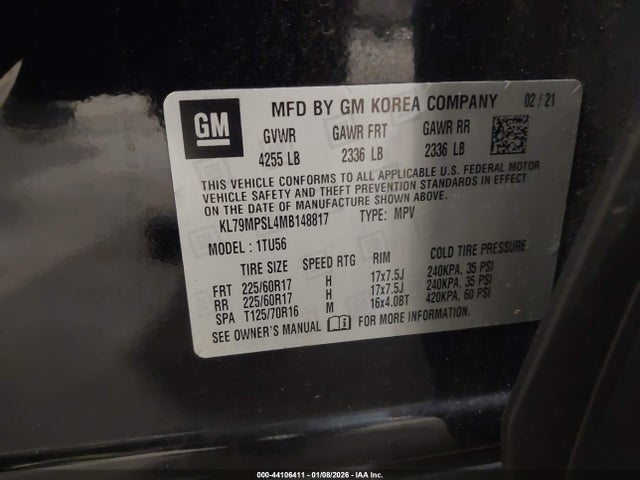 GM
MFD BY GM KOREA COMPANY 02 / 21
GVWR GAWR FRT GAWR RR
4255 LB 2336 LB 2336 LB
THIS VEHICLE CONFORMS TO ALL APPLICABLE U.S. FEDERAL MOTOR
VEHICLE SAFETY AND THEFT PREVENTION STANDARDS IN EFFECT
ON THE DATE OF MANUFACTURE SHOWN ABOVE.
KL79MPSL4MB148817 TYPE: MPV
MODEL: 1TU56
TIRE SIZE SPEED RTG RIM COLD TIRE PRESSURE
FRT 225/60R17 H 17x7.5J 240KPA, 35 PSI
RR 225/60R17 H 17x7.5J 240KPA, 35 PSI
SPA T125/70R16 M 16x4.0BT 420KPA, 60 PSI
SEE OWNER'S MANUAL FOR MORE INFORMATION.
000-44106411 - 01/08/2026 - IAA Inc.